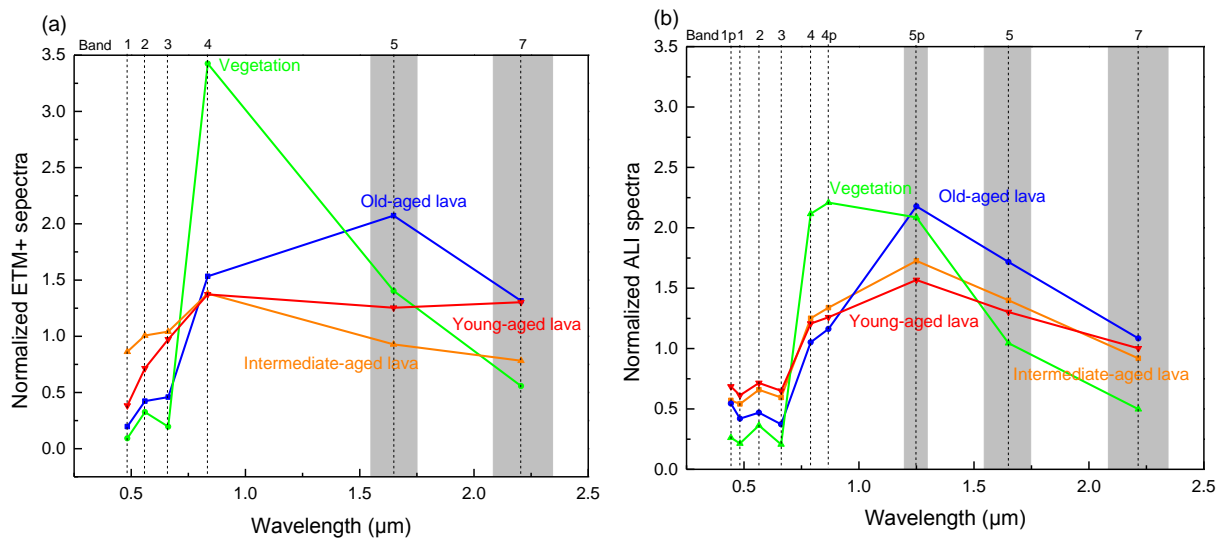 (a)
Band 1 2 3 4 5 7
3.5
3.0
2.5
2.0
1.5
1.0
0.5
0.0
Normalized ETM+ sepectra
Vegetation
Old-aged lava
Young-aged lava
Intermediate-aged lava
0.5 1.0 1.5 2.0 2.5
Wavelength (µm)
(b)
Band 1p 1 2 3 4 4p 5p 5 7
3.5
3.0
2.5
2.0
1.5
1.0
0.5
0.0
Normalized ALI spectra
Vegetation
Old-aged lava
Young-aged lava
Intermediate-aged lava
0.5 1.0 1.5 2.0 2.5
Wavelength (µm)